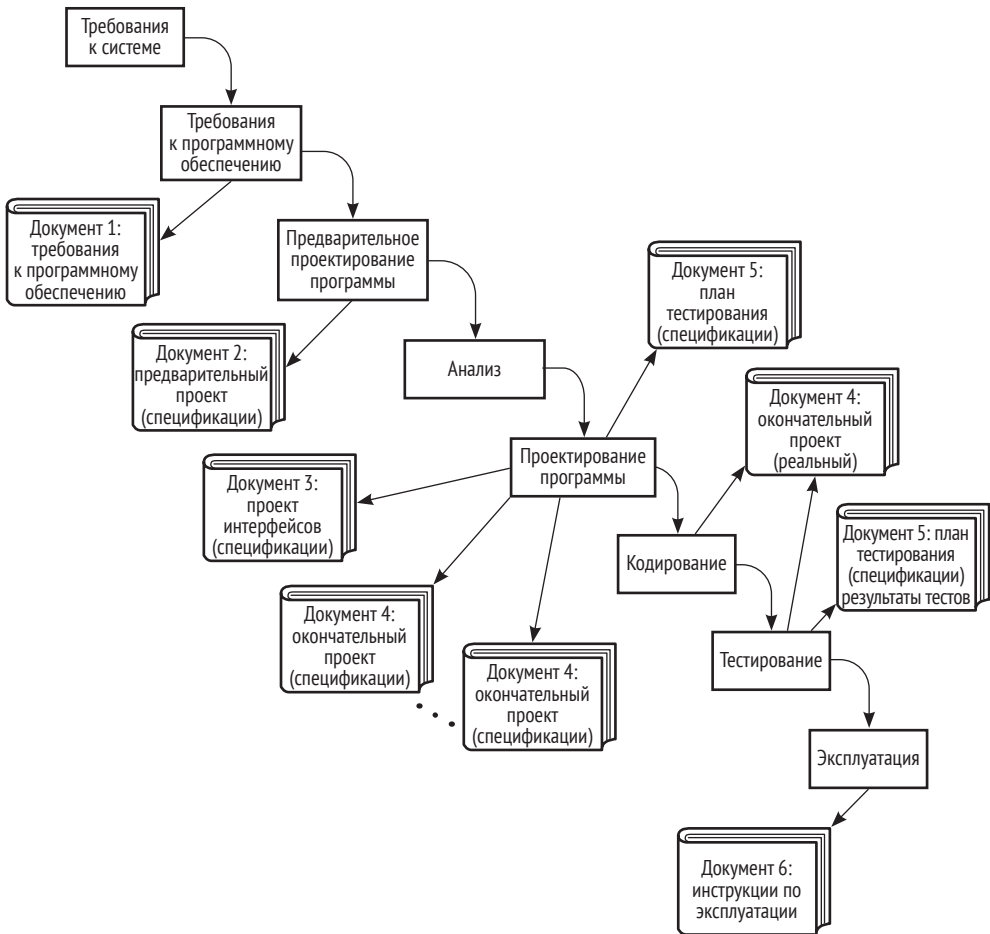 Требования
к системе
Требования
к программному
обеспечению
Документ 1:
требования
к программному
обеспечению
Предварительное
проектирование
программы
Документ 2:
предварительный
проект
(спецификации)
Анализ
Документ 5:
план
тестирования
(спецификации)
Документ 4:
окончательный
проект
(реальный)
Проектирование
программы
Документ 3:
проект
интерфейсов
(спецификации)
Кодирование
Документ 5: план
тестирования
(спецификации)
результаты тестов
Документ 4:
окончательный
проект
(спецификации)
Документ 4:
окончательный
проект
(спецификации)
Тестирование
Эксплуатация
Документ 6:
инструкции по
эксплуатации